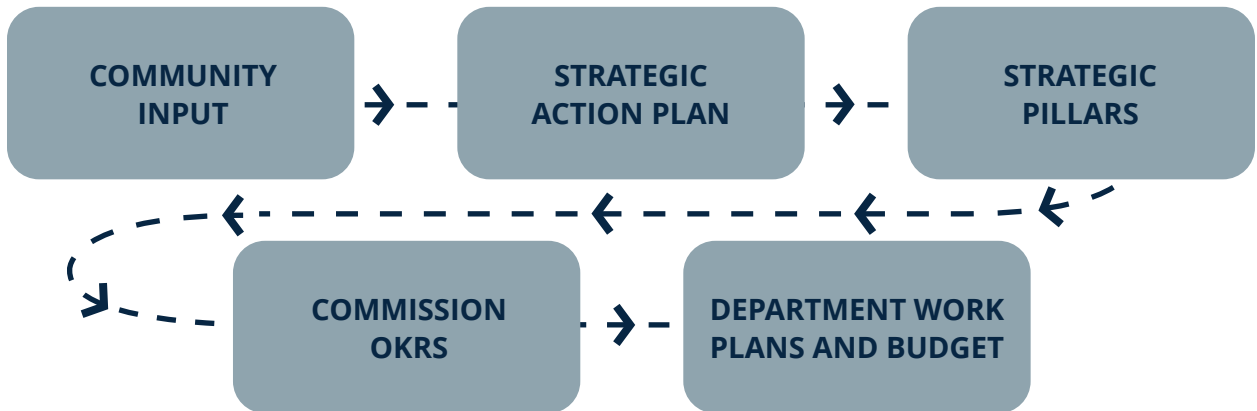 COMMUNITY
INPUT
STRATEGIC
ACTION PLAN
STRATEGIC
PILLARS
COMMISSION
OKRS
DEPARTMENT WORK
PLANS AND BUDGET